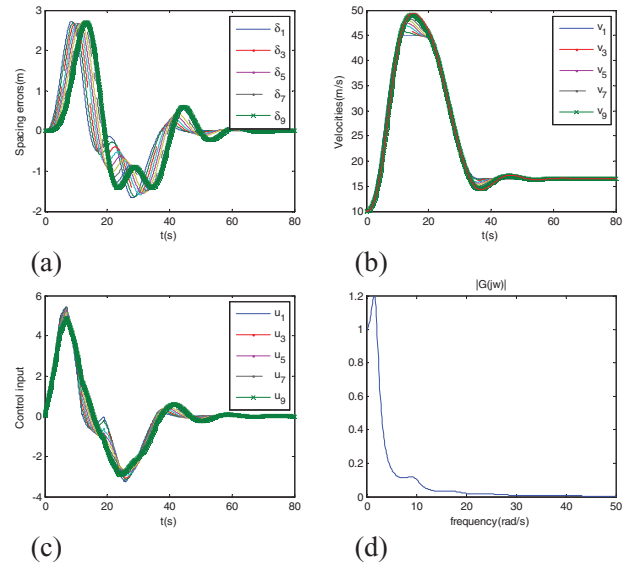 3
2
1
0
-1
-2
0
20
40
60
80
Spacing errors(m)
t(s)
δ1
δ3
δ5
δ7
δ9
(a)
50
45
40
35
30
25
20
15
10
0
20
40
60
80
Velocities(m/s)
t(s)
v1
v3
v5
v7
v9
(b)
6
4
2
0
-2
-4
0
20
40
60
80
Control input
t(s)
u1
u3
u5
u7
u9
(c)
|G(jw)|
1.2
1
0.8
0.6
0.4
0.2
0
0
10
20
30
40
50
frequency(rad/s)
(d)